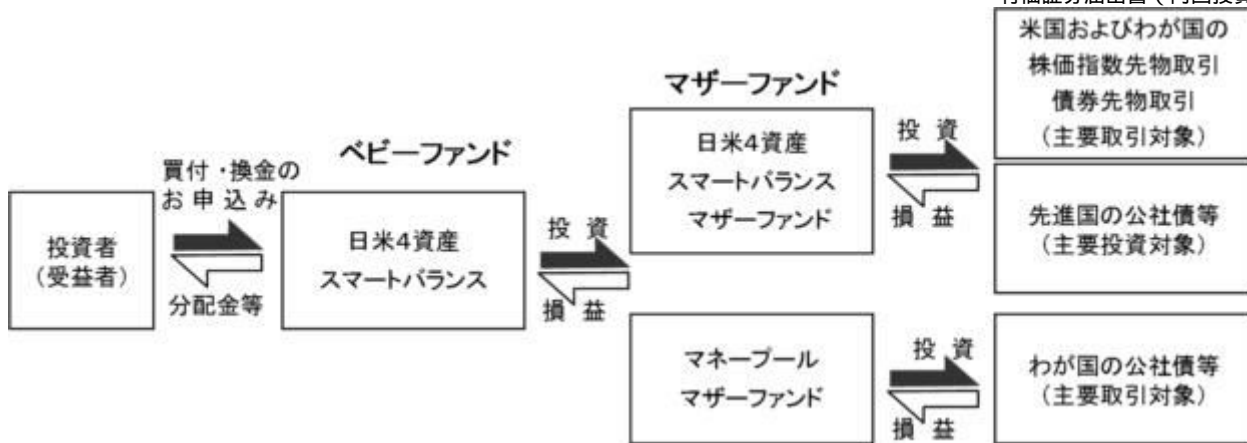 米国およびわが国の
株価指数先物取引
債券先物取引
（主要取引対象）
マザーファンド
日米４資産
スマートバランス
マザーファンド
投 資
損 益
先進国の公社債等
（主要投資対象）
ベビーファンド
買付・換金の
お申込み
投資者
（受益者）
分配金等
日米４資産
スマートバランス
投 資
損 益
マネープール
マザーファンド
投 資
損 益
わが国の公社債等
（主要取引対象）